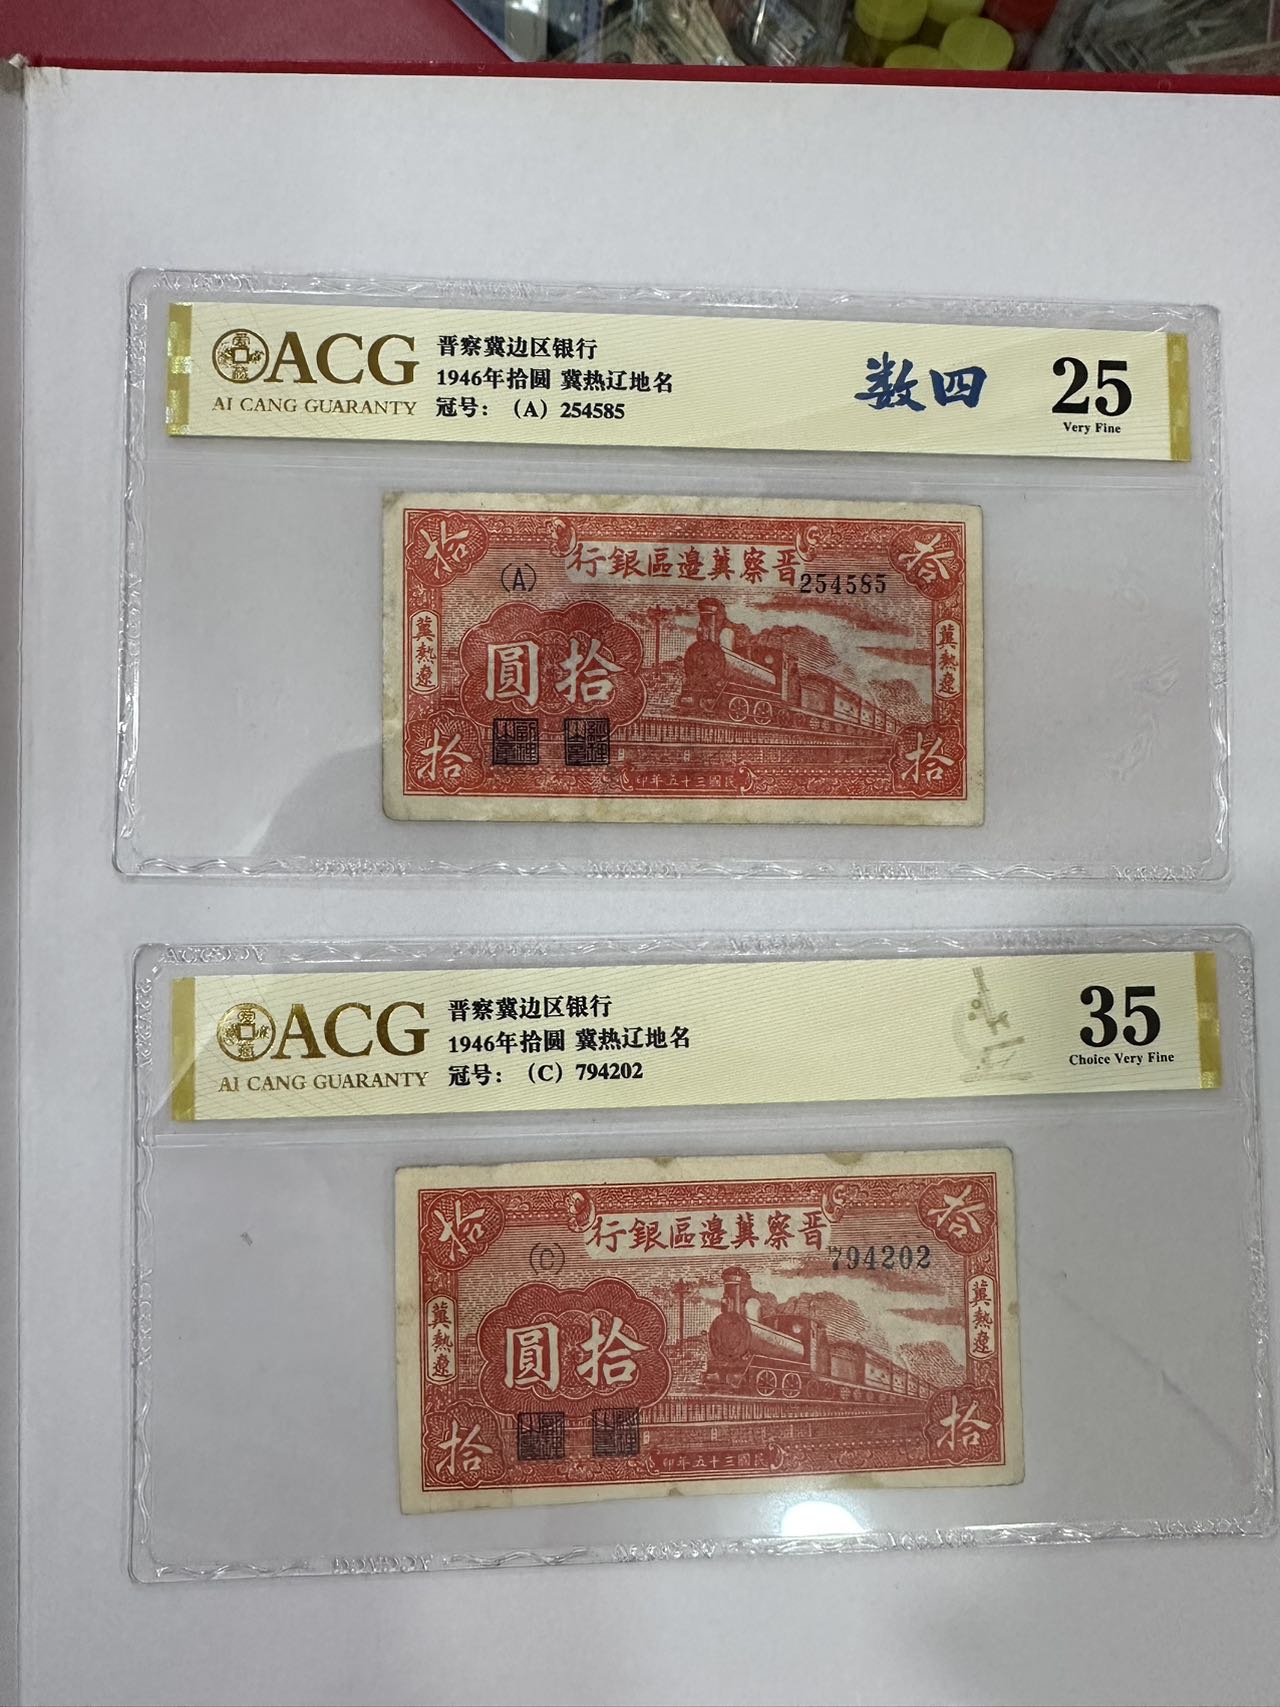 ACG
AI CANG GUARANTY
晋察冀边区银行
1946年拾圆 冀热辽地名
冠号：（A）254585
数四
25
Very Fine
拾
行銀區邊冀察晋
拾
(A)
254585
冀熱遼
圓拾
冀熱遼
拾
印年五十三國民
拾
ACG
AI CANG GUARANTY
晋察冀边区银行
1946年拾圆 冀热辽地名
冠号：（C）794202
35
Choice Very Fine
拾
行銀區邊冀察晋
拾
(C)
794202
冀熱遼
圓拾
冀熱遼
拾
印年五十三國民
拾